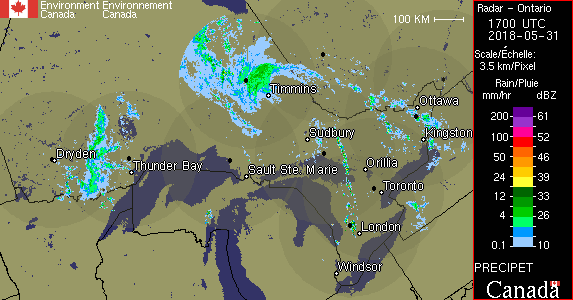 Environment Environnement
Canada Canada
100 KM
Timmins
Ottawa
Sudbury
Kingston
Dryden
Thunder Bay
Sault Ste. Marie
Orillia
Toronto
London
Windsor
Radar - Ontario
1700 UTC
2018-05-31
Scale/Échelle:
3.5 km/Pixel
Rain/Pluie
mm/hr dBZ
200 61
100 52
50 46
24 39
12 33
4 26
0.1 10
PRECIPET
Canada